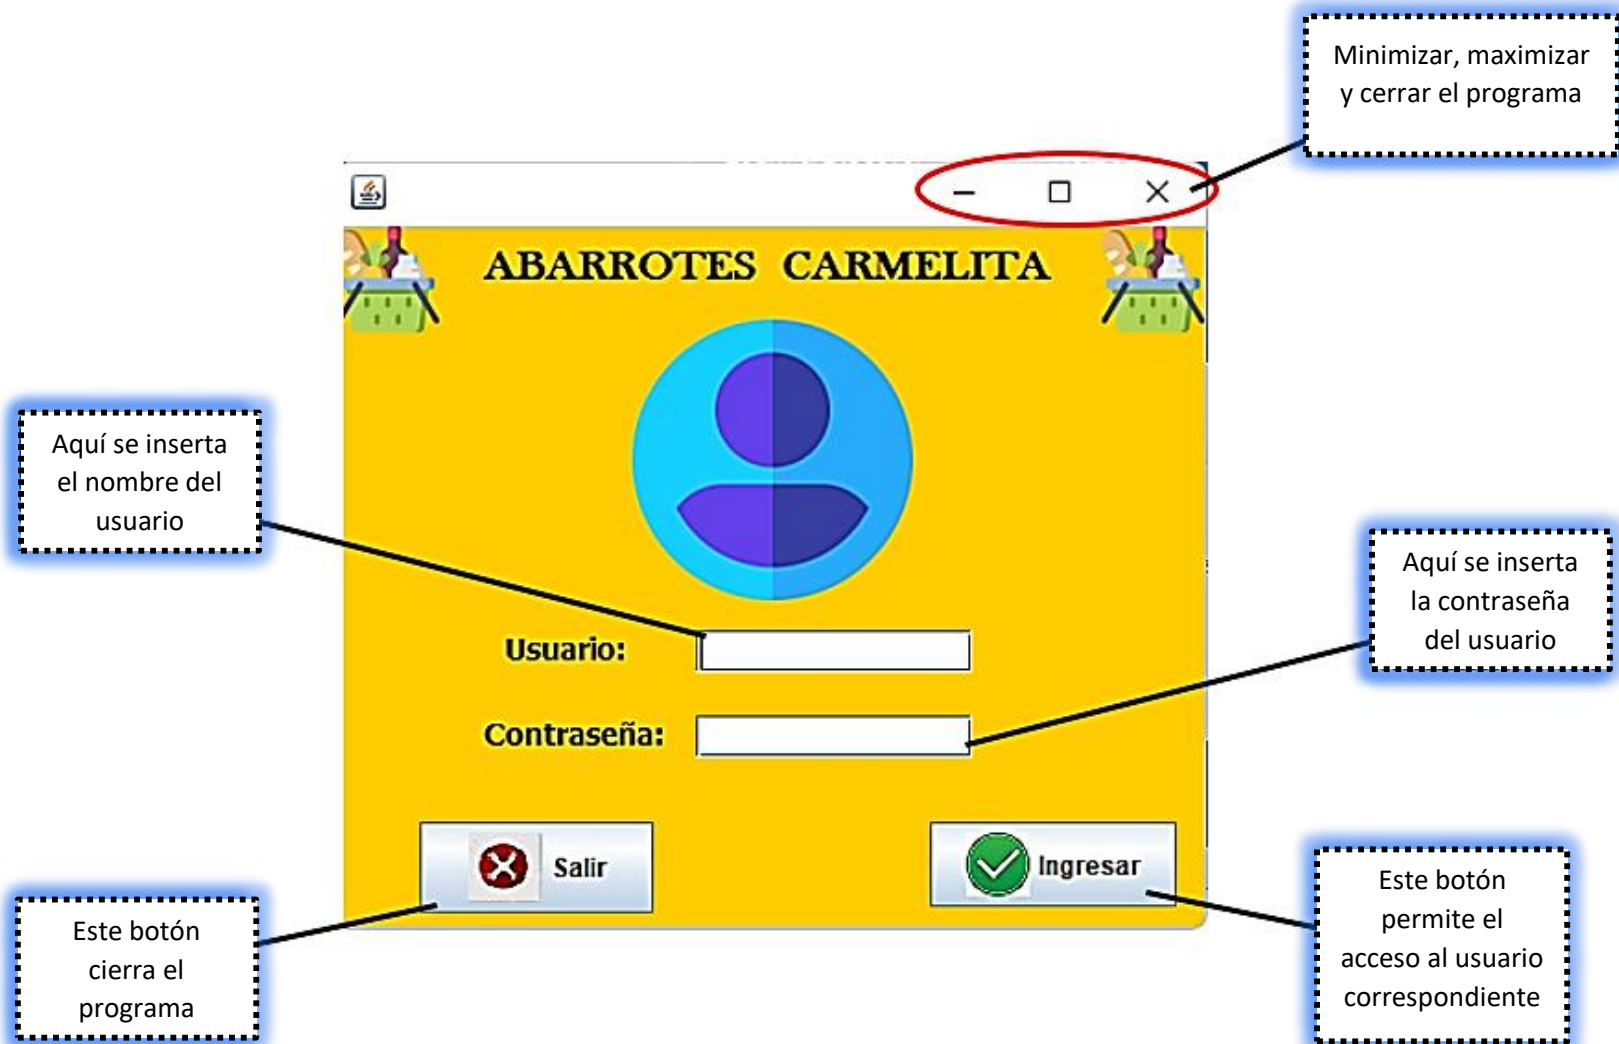 Minimizar, maximizar
y cerrar el programa
ABARROTES CARMELITA
Aquí se inserta
el nombre del
usuario
Aquí se inserta
la contraseña
del usuario
Usuario:
Contraseña:
Salir
Ingresar
Este botón
cierra el
programa
Este botón
permite el
acceso al usuario
correspondiente